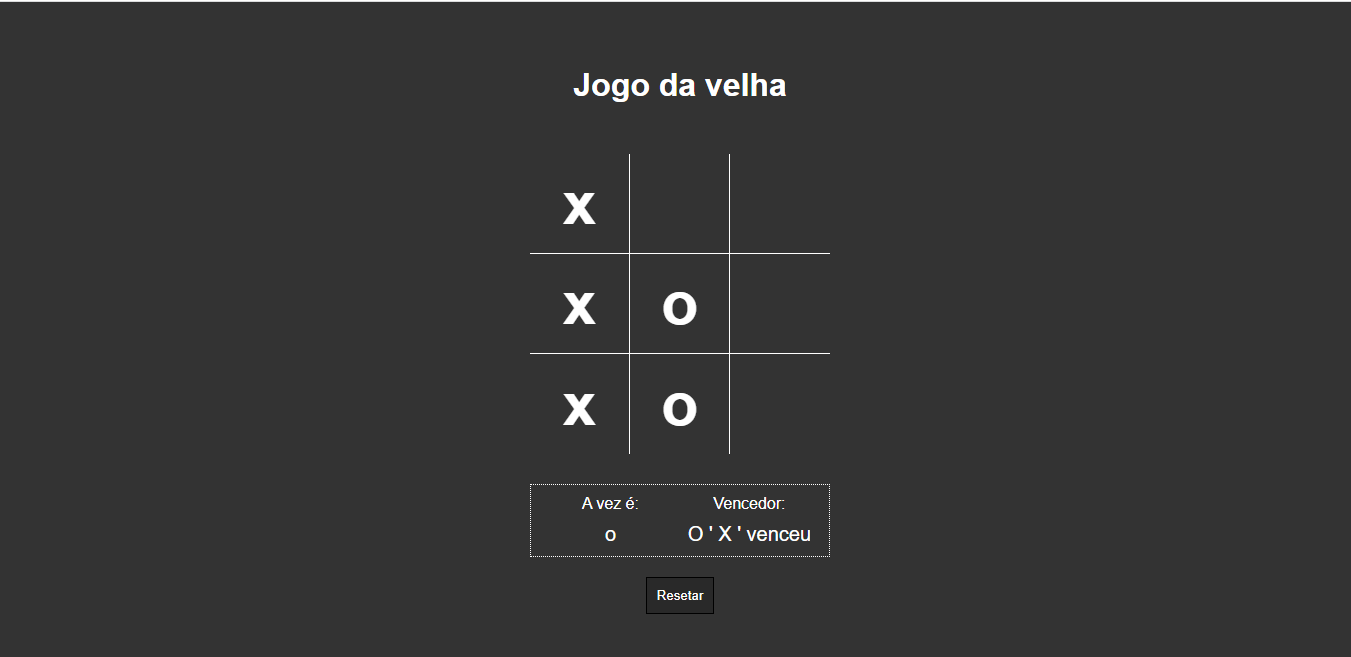 Jogo da velha
x
x o
x o
A vez é: Vencedor:
o O ' X ' venceu
Resetar